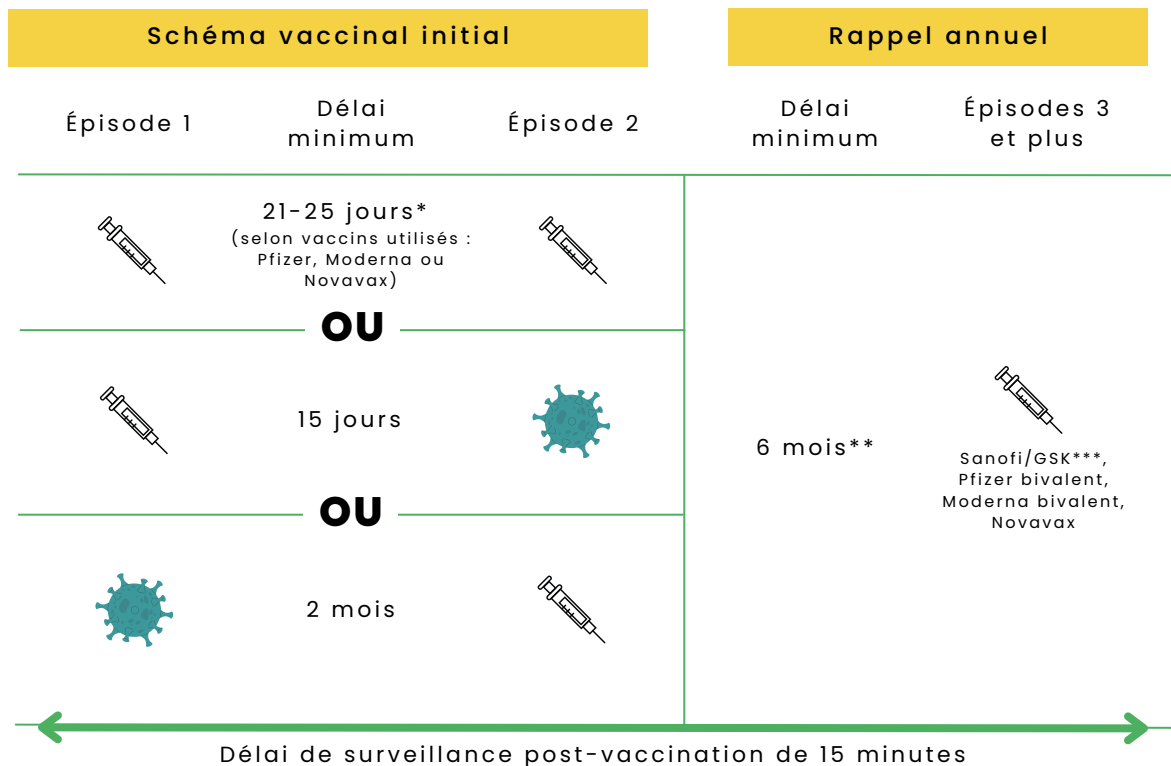 Schéma vaccinal initial
Rappel annuel
Épisode 1
Délai
minimum
Épisode 2
Délai
minimum
Épisodes 3
et plus
21-25 jours*
(selon vaccins utilisés :
Pfizer, Moderna ou
Novavax)
OU
15 jours
OU
2 mois
6 mois**
Sanofi/GSK***,
Pfizer bivalent,
Moderna bivalent,
Novavax
Délai de surveillance post-vaccination de 15 minutes